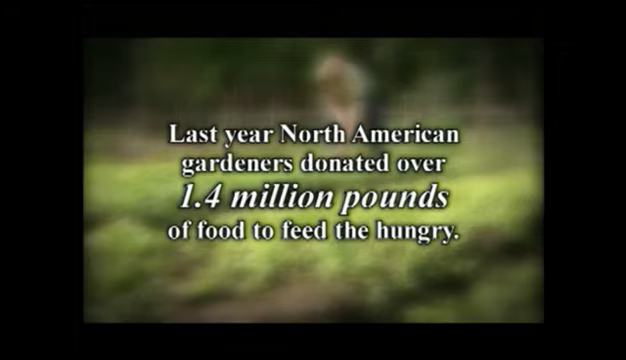 Last year North American
gardeners donated over
1.4 million pounds
of food to feed the hungry.